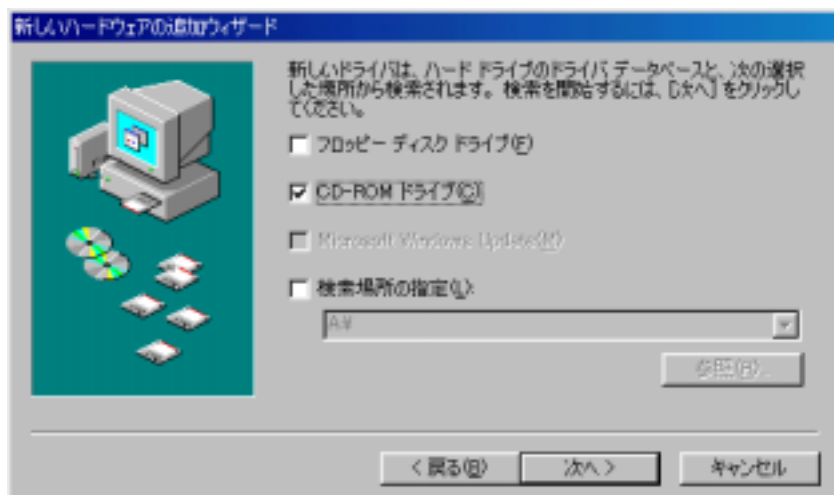 新しいハードウェアの追加ウィザード
新しいドライバは、ハード ドライブのドライバ データベースと、次の選択
した場所から検索されます。 検索を開始するには、[次へ] をクリックし
てください。
フロッピー ディスク ドライブ(F)
CD-ROM ドライブ(C)
Microsoft Windows Update(M)
検索場所の指定(L):
A:¥
参照(R)...
< 戻る(B)
次へ >
キャンセル